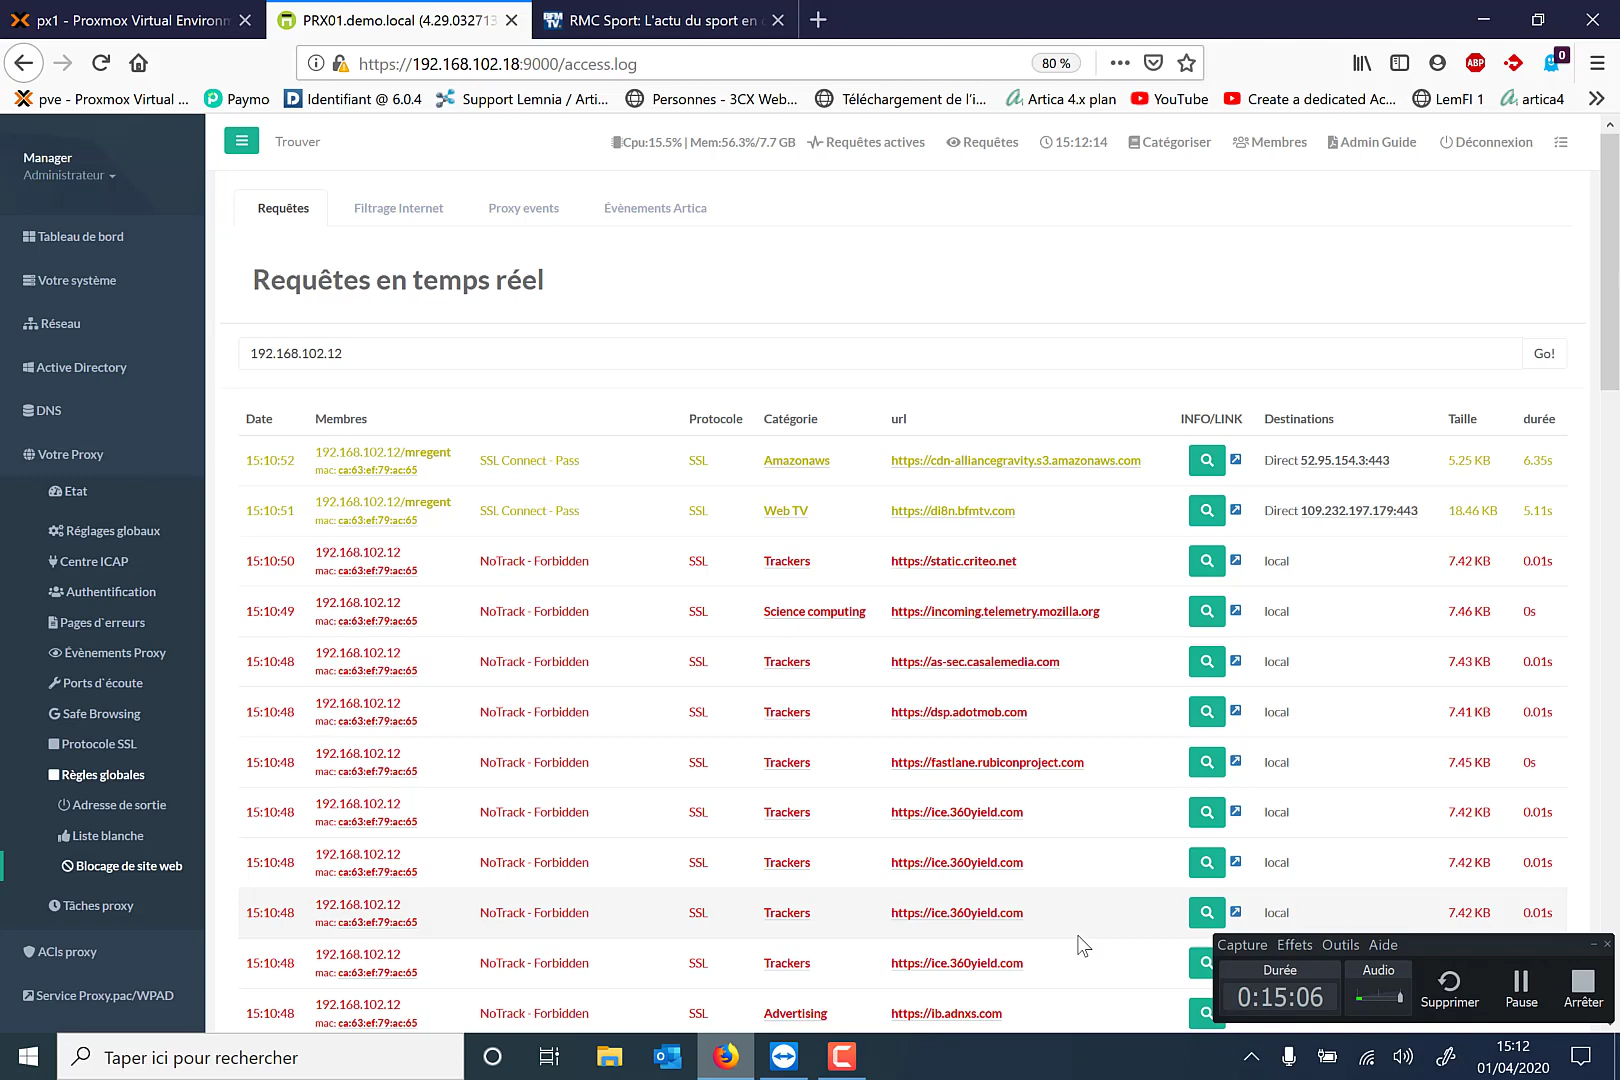 px1 - Proxmox Virtual Environm
PRX01.demo.local (4.29.032713
RMC Sport: L'actu du sport en c
https://192.168.102.18:9000/access.log
80 %
ABP
0
pve - Proxmox Virtual ...
Paymo
Identifiant @ 6.0.4
Support Lemnia / Arti...
Personnes - 3CX Web...
Téléchargement de l'i...
Artica 4.x plan
YouTube
Create a dedicated Ac...
LemFI 1
artica4
Manager
Administrateur
Trouver
Cpu:15.5% | Mem:56.3%/7.7 GB
Requêtes actives
Requêtes
15:12:14
Catégoriser
Membres
Admin Guide
Déconnexion
Tableau de bord
Votre système
Réseau
Active Directory
DNS
Votre Proxy
Etat
Réglages globaux
Centre ICAP
Authentification
Pages d`erreurs
Évènements Proxy
Ports d`écoute
Safe Browsing
Protocole SSL
Règles globales
Adresse de sortie
Liste blanche
Blocage de site web
Tâches proxy
ACls proxy
Service Proxy.pac/WPAD
Requêtes
Filtrage Internet
Proxy events
Évènements Artica
Requêtes en temps réel
192.168.102.12
Go!
Date Membres Protocole Catégorie url INFO/LINK Destinations Taille durée
15:10:52 192.168.102.12/mregent SSL Connect - Pass SSL Amazonaws https://cdn-alliancegravity.s3.amazonaws.com Direct 52.95.154.3:443 5.25 KB 6.35s
mac: ca:63:ef:79:ac:65
15:10:51 192.168.102.12/mregent SSL Connect - Pass SSL Web TV https://di8n.bfmtv.com Direct 109.232.197.179:443 18.46 KB 5.11s
mac: ca:63:ef:79:ac:65
15:10:50 192.168.102.12 NoTrack - Forbidden SSL Trackers https://static.criteo.net local 7.42 KB 0.01s
mac: ca:63:ef:79:ac:65
15:10:49 192.168.102.12 NoTrack - Forbidden SSL Science computing https://incoming.telemetry.mozilla.org local 7.46 KB 0s
mac: ca:63:ef:79:ac:65
15:10:48 192.168.102.12 NoTrack - Forbidden SSL Trackers https://as-sec.casalemedia.com local 7.43 KB 0.01s
mac: ca:63:ef:79:ac:65
15:10:48 192.168.102.12 NoTrack - Forbidden SSL Trackers https://dsp.adotmob.com local 7.41 KB 0.01s
mac: ca:63:ef:79:ac:65
15:10:48 192.168.102.12 NoTrack - Forbidden SSL Trackers https://fastlane.rubiconproject.com local 7.45 KB 0s
mac: ca:63:ef:79:ac:65
15:10:48 192.168.102.12 NoTrack - Forbidden SSL Trackers https://ice.360yield.com local 7.42 KB 0.01s
mac: ca:63:ef:79:ac:65
15:10:48 192.168.102.12 NoTrack - Forbidden SSL Trackers https://ice.360yield.com local 7.42 KB 0.01s
mac: ca:63:ef:79:ac:65
15:10:48 192.168.102.12 NoTrack - Forbidden SSL Trackers https://ice.360yield.com local 7.42 KB 0.01s
mac: ca:63:ef:79:ac:65
15:10:48 192.168.102.12 NoTrack - Forbidden SSL Trackers https://ice.360yield.com
mac: ca:63:ef:79:ac:65
15:10:48 192.168.102.12 NoTrack - Forbidden SSL Advertising https://ib.adnxs.com
mac: ca:63:ef:79:ac:65
Capture Effets Outils Aide
Durée
0:15:06
Audio
Supprimer
Pause
Arrêter
Taper ici pour rechercher
15:12
01/04/2020